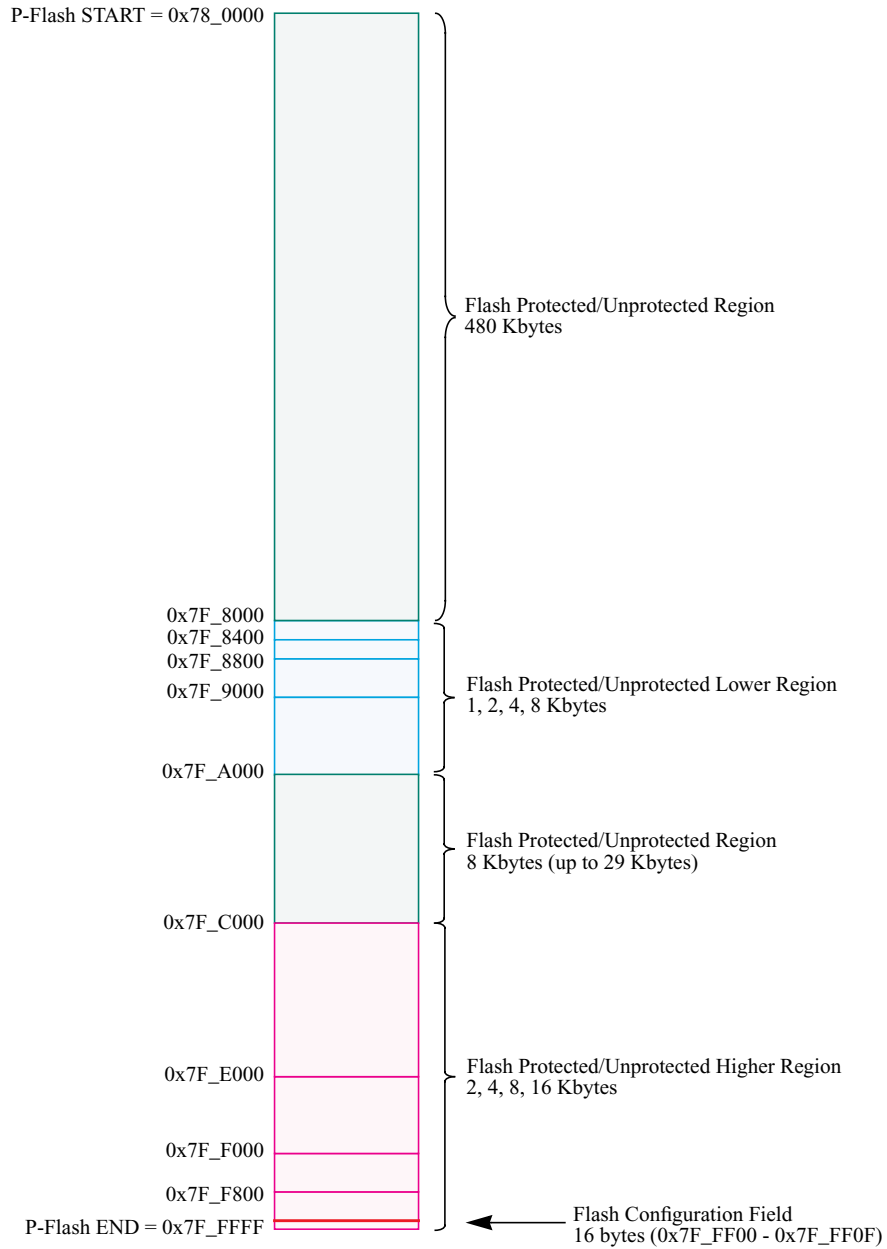 P-Flash START = 0x78_0000
Flash Protected/Unprotected Region
480 Kbytes
0x7F_8000
0x7F_8400
0x7F_8800
0x7F_9000
Flash Protected/Unprotected Lower Region
1, 2, 4, 8 Kbytes
0x7F_A000
Flash Protected/Unprotected Region
8 Kbytes (up to 29 Kbytes)
0x7F_C000
0x7F_E000
Flash Protected/Unprotected Higher Region
2, 4, 8, 16 Kbytes
0x7F_F000
0x7F_F800
P-Flash END = 0x7F_FFFF
Flash Configuration Field
16 bytes (0x7F_FF00 - 0x7F_FF0F)